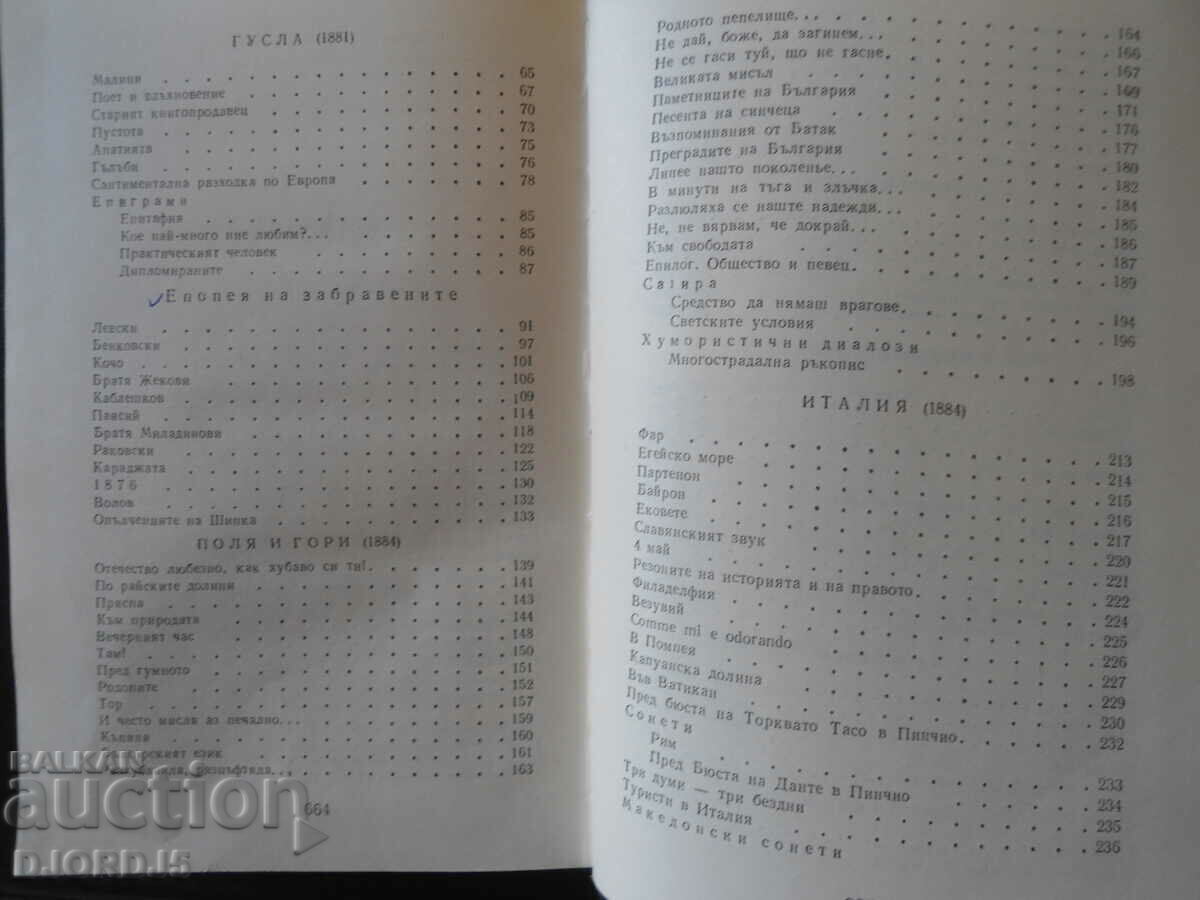 ГУСЛА (1881)
Малини 65
Поет и вдъхновение 67
Старият книгопродавец 70
Пустота 73
Апатията 75
Гълъби 76
Сантиментална разходка по Европа 78
Епиграми
Епитафия 85
Кое най-много ние любим?... 85
Практическият человек 86
Дипломираните 87
Епопея на забравените
Левски 91
Бенковски 97
Кочо 101
Братя Жекови 106
Каблешков 109
Паисий 114
Братя Миладинови 118
Раковски 122
Караджата 125
1876 130
Волов 132
Опълченците на Шипка 133
ПОЛЯ И ГОРИ (1884)
Отечество любезно, как хубаво си ти! 139
По райските долини 141
Пряспа 143
Към природата 144
Вечерният час 148
Там! 150
Пред гумното 151
Родопите 152
Тор 157
И често мисля аз печално... 159
Къпини 160
език 161
163
664
Родното пепелище... 164
Не дай, боже, да загинем... 166
Не се гаси туй, що не гасне. 167
Великата мисъл 169
Паметниците на България 171
Песента на синчеца 176
Възпоминания от Батак 177
Преградите на България 180
Линее нашто поколенье... 182
В минути на тъга и злъчка... 184
Разлюляха се наште надежди... 185
Не, не вярвам, че докрай... 186
Към свободата 187
Епилог. Общество и певец. 189
Сатира
Средство да нямаш врагове. 194
Светските условия 196
Хумористични диалози
Многострадална ръкопис 198
ИТАЛИЯ (1884)
Фар 213
Егейско море 214
Партенон 215
Байрон 216
Ековете 217
Славянският звук 220
4 май 221
Резоните на историята и на правото. 222
Филаделфия 224
Везувий 225
Comme mi e odorando 226
В Помпея 227
Капуанска долина 229
Във Ватикан 230
Пред бюста на Торквато Тасо в Пинчио. 232
Сонети
Рим 233
Пред Бюста на Данте в Пинчио 234
Три думи — три бездни 235
Туристи в Италия 236
Македонски сонети
BALKAN
auction
D.JORD.15